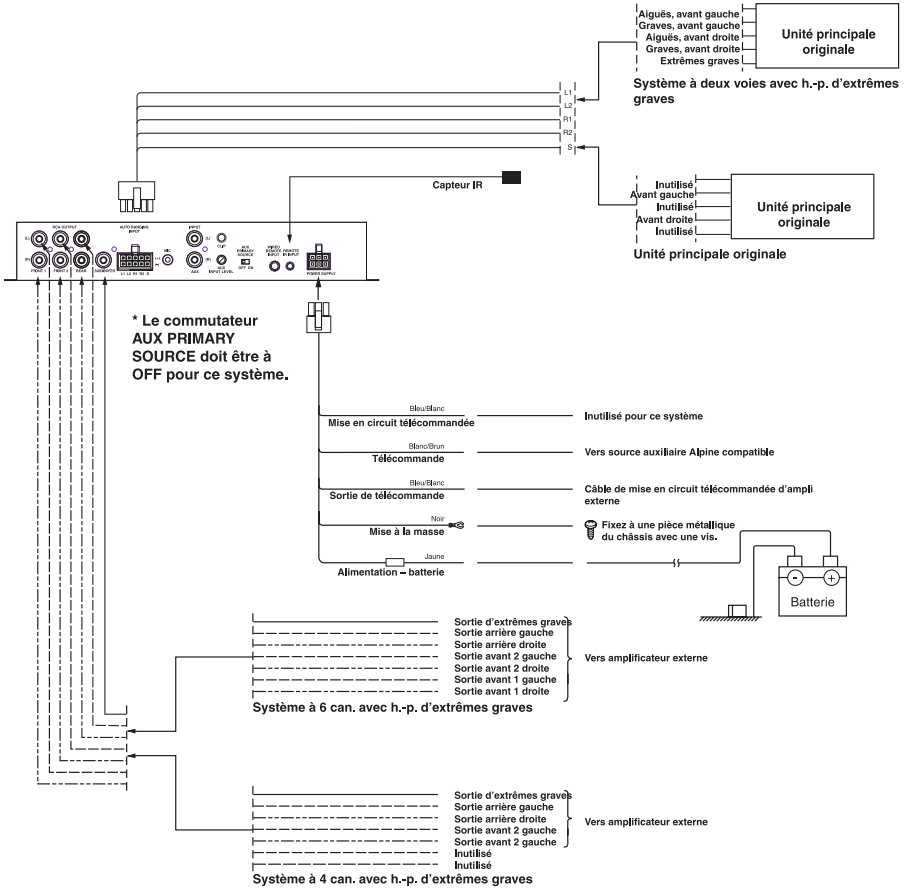 Aiguës, avant gauche
Graves, avant gauche
Aiguës, avant droite
Graves, avant droite
Extrêmes graves
Unité principale
originale
Système à deux voies avec h.-p. d'extrêmes
graves
L1
L2
R1
R2
S
Capteur IR
Inutilisé
Avant gauche
Inutilisé
Avant droite
Inutilisé
Unité principale
originale
Unité principale originale
RCA OUTPUT
AUTO RANGING
INPUT
INPUT
(L)
(L)
CLIP
AUX
PRIMARY
SOURCE
WIRED
REMOTE
INPUT
REMOTE
IR INPUT
MIC
(+)
(-)
(R)
(R)
FRONT 1
FRONT 2
REAR
SUBWOFER
L1 L2 R1 R2 S
AUX
AUX
INPUT LEVEL
OFF ON
POWER SUPPLY
* Le commutateur
AUX PRIMARY
SOURCE doit être à
OFF pour ce système.
Bleu/Blanc
Mise en circuit télécommandée
Inutilisé pour ce système
Blanc/Brun
Télécommande
Vers source auxiliaire Alpine compatible
Bleu/Blanc
Sortie de télécommande
Câble de mise en circuit télécommandée d'ampli
externe
Noir
Mise à la masse
Fixez à une pièce métallique
du châssis avec une vis.
Jaune
Alimentation – batterie
- +
Batterie
Sortie d'extrêmes graves
Sortie arrière gauche
Sortie arrière droite
Sortie avant 2 gauche
Sortie avant 2 droite
Sortie avant 1 gauche
Sortie avant 1 droite
Vers amplificateur externe
Système à 6 can. avec h.-p. d'extrêmes graves
Sortie d'extrêmes graves
Sortie arrière gauche
Sortie arrière droite
Sortie avant 2 gauche
Sortie avant 2 gauche
Inutilisé
Inutilisé
Vers amplificateur externe
Système à 4 can. avec h.-p. d'extrêmes graves